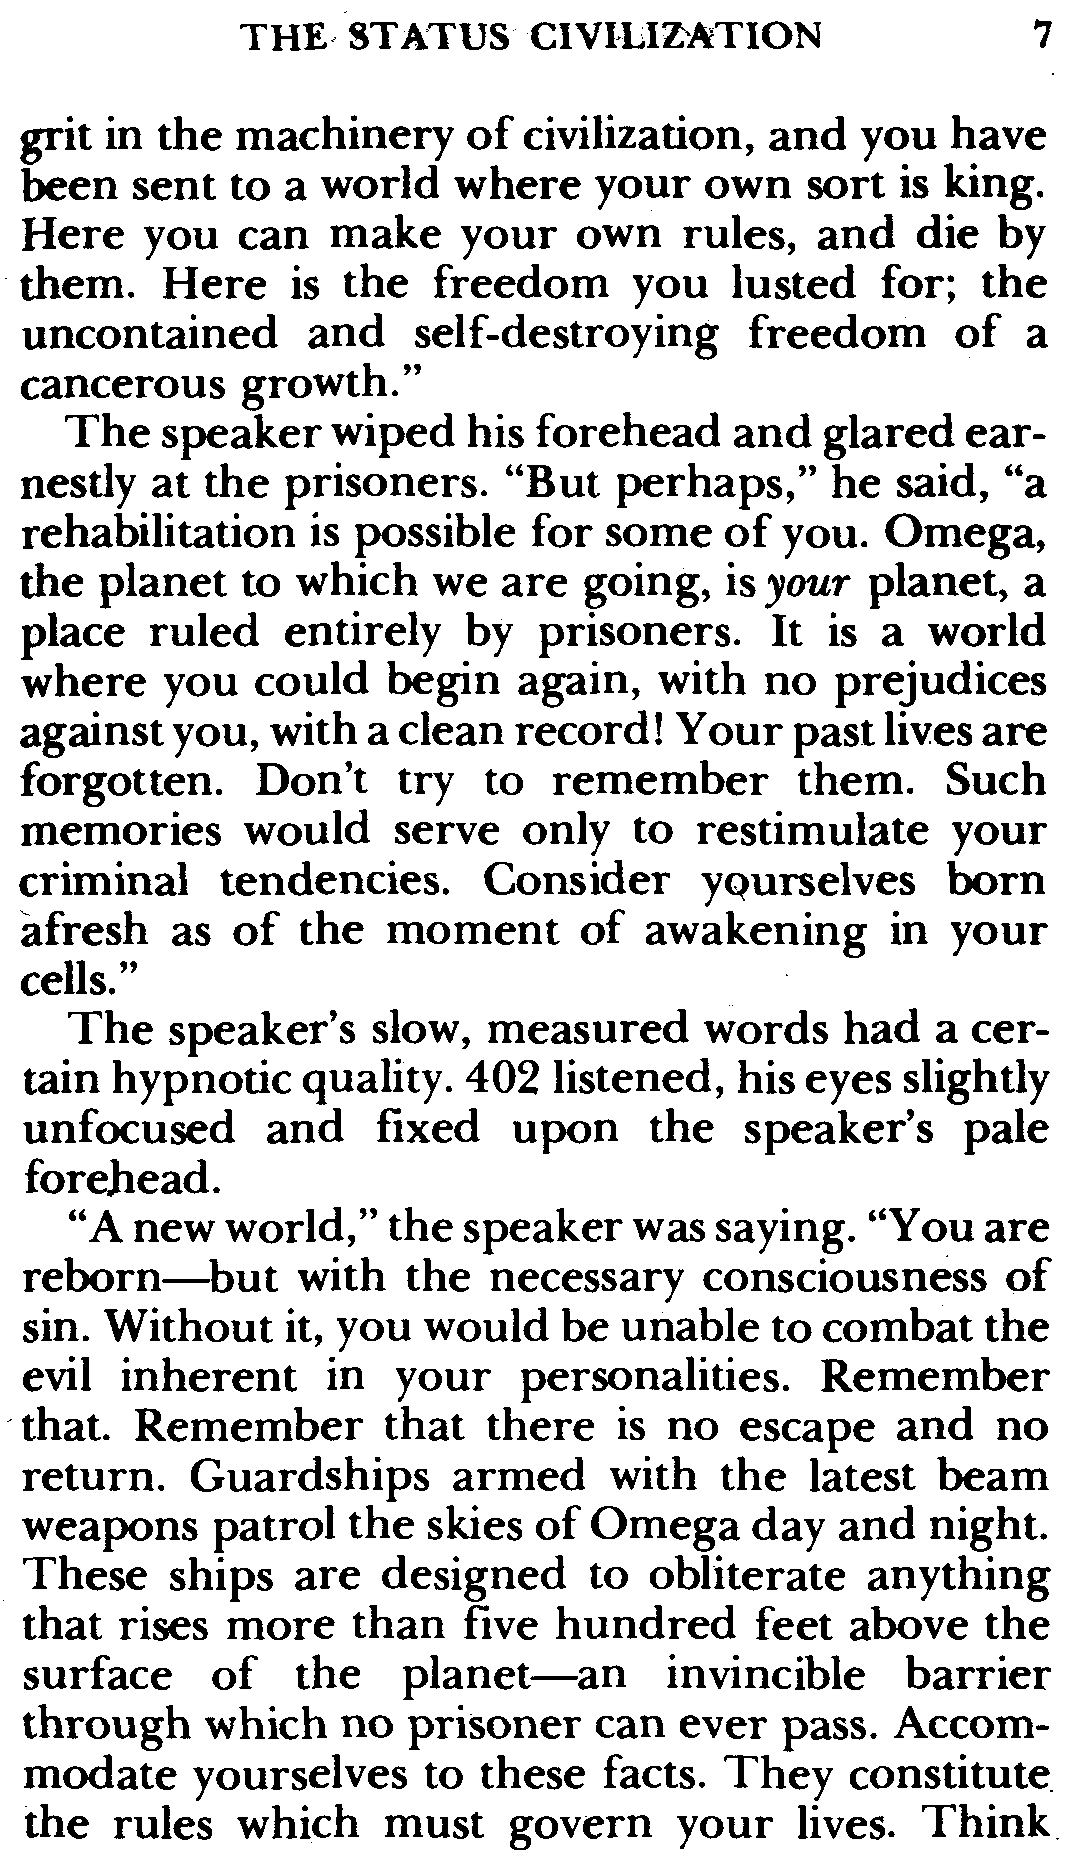 THE STATUS CIVILIZATION 7
grit in the machinery of civilization, and you have
been sent to a world where your own sort is king.
Here you can make your own rules, and die by
them. Here is the freedom you lusted for; the
uncontained and self-destroying freedom of a
cancerous growth.”
The speaker wiped his forehead and glared ear-
nestly at the prisoners. “But perhaps,” he said, “a
rehabilitation is possible for some of you. Omega,
the planet to which we are going, is your planet, a
place ruled entirely by prisoners. It is a world
where you could begin again, with no prejudices
against you, with a clean record! Your past lives are
forgotten. Don’t try to remember them. Such
memories would serve only to restimulate your
criminal tendencies. Consider yourselves born
afresh as of the moment of awakening in your
cells.”
The speaker’s slow, measured words had a cer-
tain hypnotic quality. 402 listened, his eyes slightly
unfocused and fixed upon the speaker’s pale
forehead.
“A new world,” the speaker was saying. “You are
reborn—but with the necessary consciousness of
sin. Without it, you would be unable to combat the
evil inherent in your personalities. Remember
that. Remember that there is no escape and no
return. Guardships armed with the latest beam
weapons patrol the skies of Omega day and night.
These ships are designed to obliterate anything
that rises more than five hundred feet above the
surface of the planet—an invincible barrier
through which no prisoner can ever pass. Accom-
modate yourselves to these facts. They constitute
the rules which must govern your lives. Think